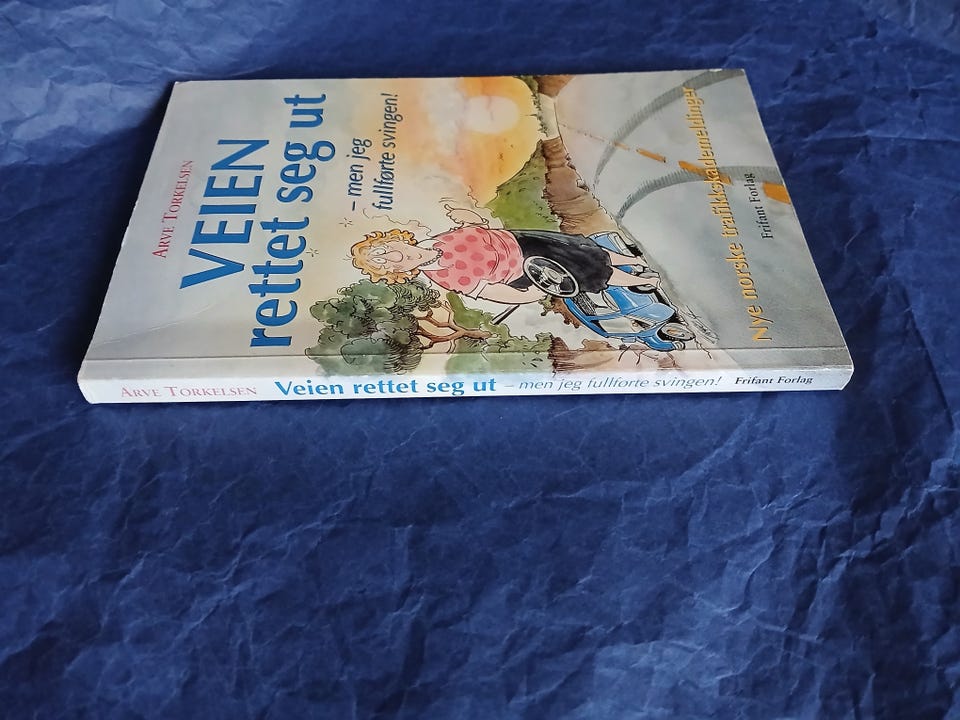 ARVE TORKELSEN
VEIEN
rettet seg ut
– men jeg
fullførte svingen!
Nye norske trafikkskademeldinger
Frifant Forlag
ARVE TORKELSEN Veien rettet seg ut – men jeg fullførte svingen! Frifant Forlag